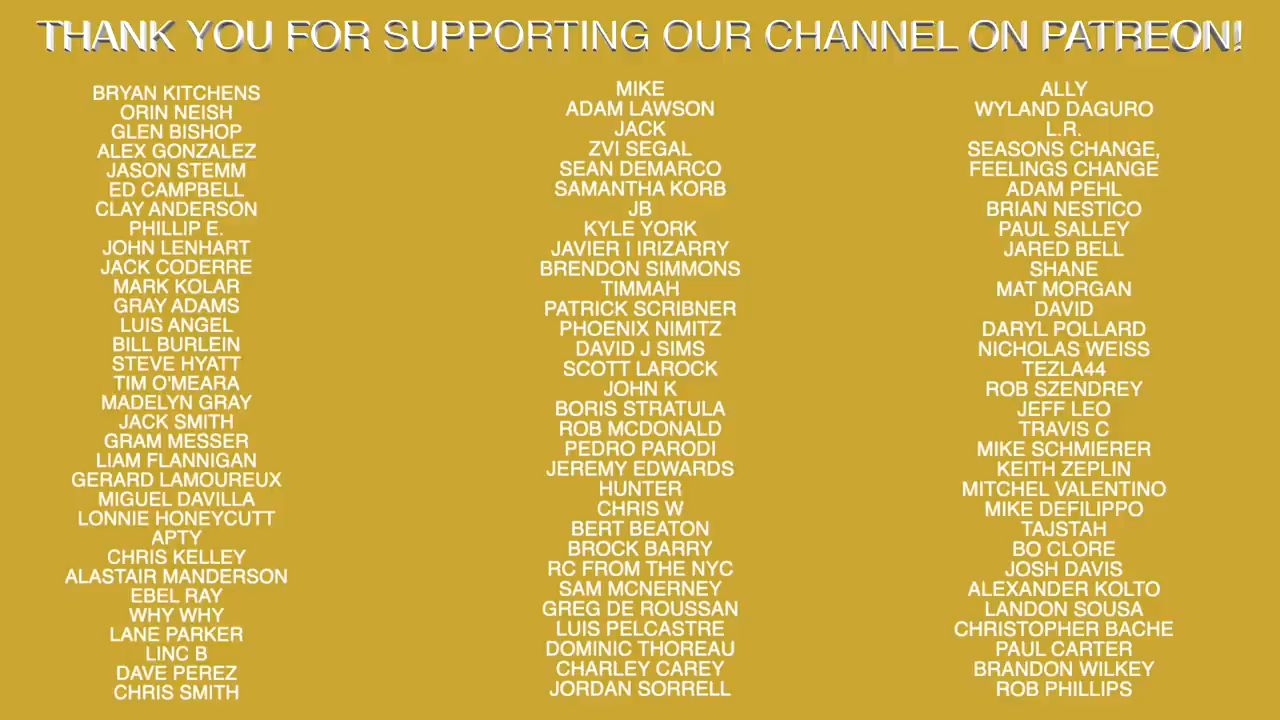 THANK YOU FOR SUPPORTING OUR CHANNEL ON PATREON!
BRYAN KITCHENS
ORIN NEISH
GLEN BISHOP
ALEX GONZALEZ
JASON STEMM
ED CAMPBELL
CLAY ANDERSON
PHILLIP E.
JOHN LENHART
JACK CODERRE
MARK KOLAR
GRAY ADAMS
LUIS ANGEL
BILL BURLEIN
STEVE HYATT
TIM O'MEARA
MADELYN GRAY
JACK SMITH
GRAM MESSER
LIAM FLANNIGAN
GERARD LAMOUREUX
MIGUEL DAVILLA
LONNIE HONEYCUTT
APTY
CHRIS KELLEY
ALASTAIR MANDERSON
EBEL RAY
WHY WHY
LANE PARKER
LINC B
DAVE PEREZ
CHRIS SMITH
MIKE
ADAM LAWSON
JACK
ZVI SEGAL
SEAN DEMARCO
SAMANTHA KORB
JB
KYLE YORK
JAVIER I IRIZARRY
BRENDON SIMMONS
TIMMAH
PATRICK SCRIBNER
PHOENIX NIMITZ
DAVID J SIMS
SCOTT LAROCK
JOHN K
BORIS STRATULA
ROB MCDONALD
PEDRO PARODI
JEREMY EDWARDS
HUNTER
CHRIS W
BERT BEATON
BROCK BARRY
RC FROM THE NYC
SAM MCNERNEY
GREG DE ROUSSAN
LUIS PELCASTRE
DOMINIC THOREAU
CHARLEY CAREY
JORDAN SORRELL
ALLY
WYLAND DAGURO
L.R.
SEASONS CHANGE,
FEELINGS CHANGE
ADAM PEHL
BRIAN NESTICO
PAUL SALLEY
JARED BELL
SHANE
MAT MORGAN
DAVID
DARYL POLLARD
NICHOLAS WEISS
TEZLA44
ROB SZENDREY
JEFF LEO
TRAVIS C
MIKE SCHMIERER
KEITH ZEPLIN
MITCHEL VALENTINO
MIKE DEFILIPPO
TAJSTAH
BO CLORE
JOSH DAVIS
ALEXANDER KOLTO
LANDON SOUSA
CHRISTOPHER BACHE
PAUL CARTER
BRANDON WILKEY
ROB PHILLIPS